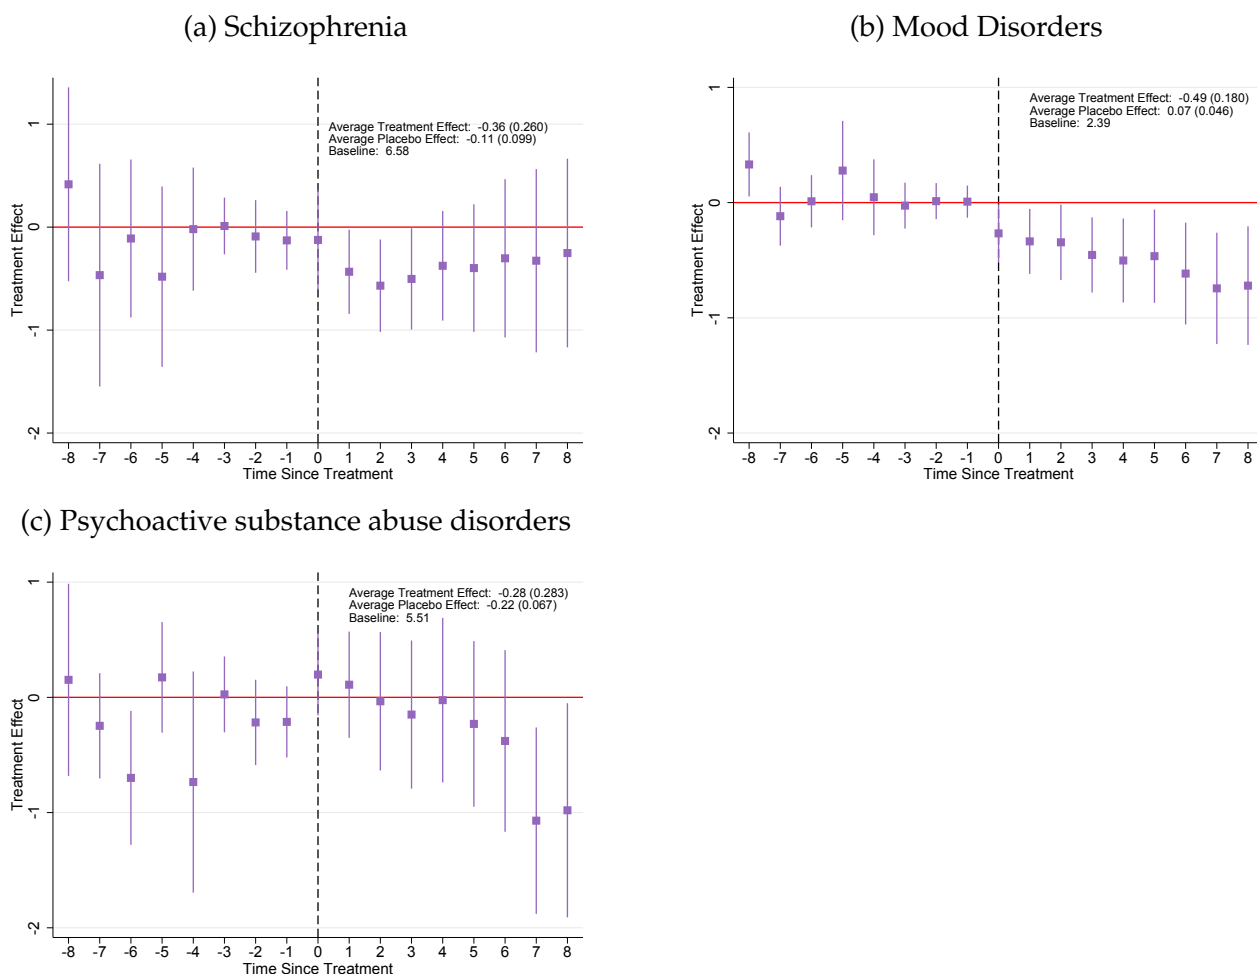 (a) Schizophrenia
Average Treatment Effect: -0.36 (0.260)
Average Placebo Effect: -0.11 (0.099)
Baseline: 6.58
Treatment Effect
1
0
-1
-2
-8 -7 -6 -5 -4 -3 -2 -1 0 1 2 3 4 5 6 7 8
Time Since Treatment
(b) Mood Disorders
Average Treatment Effect: -0.49 (0.180)
Average Placebo Effect: 0.07 (0.046)
Baseline: 2.39
Treatment Effect
1
0
-1
-2
-8 -7 -6 -5 -4 -3 -2 -1 0 1 2 3 4 5 6 7 8
Time Since Treatment
(c) Psychoactive substance abuse disorders
Average Treatment Effect: -0.28 (0.283)
Average Placebo Effect: -0.22 (0.067)
Baseline: 5.51
Treatment Effect
1
0
-1
-2
-8 -7 -6 -5 -4 -3 -2 -1 0 1 2 3 4 5 6 7 8
Time Since Treatment